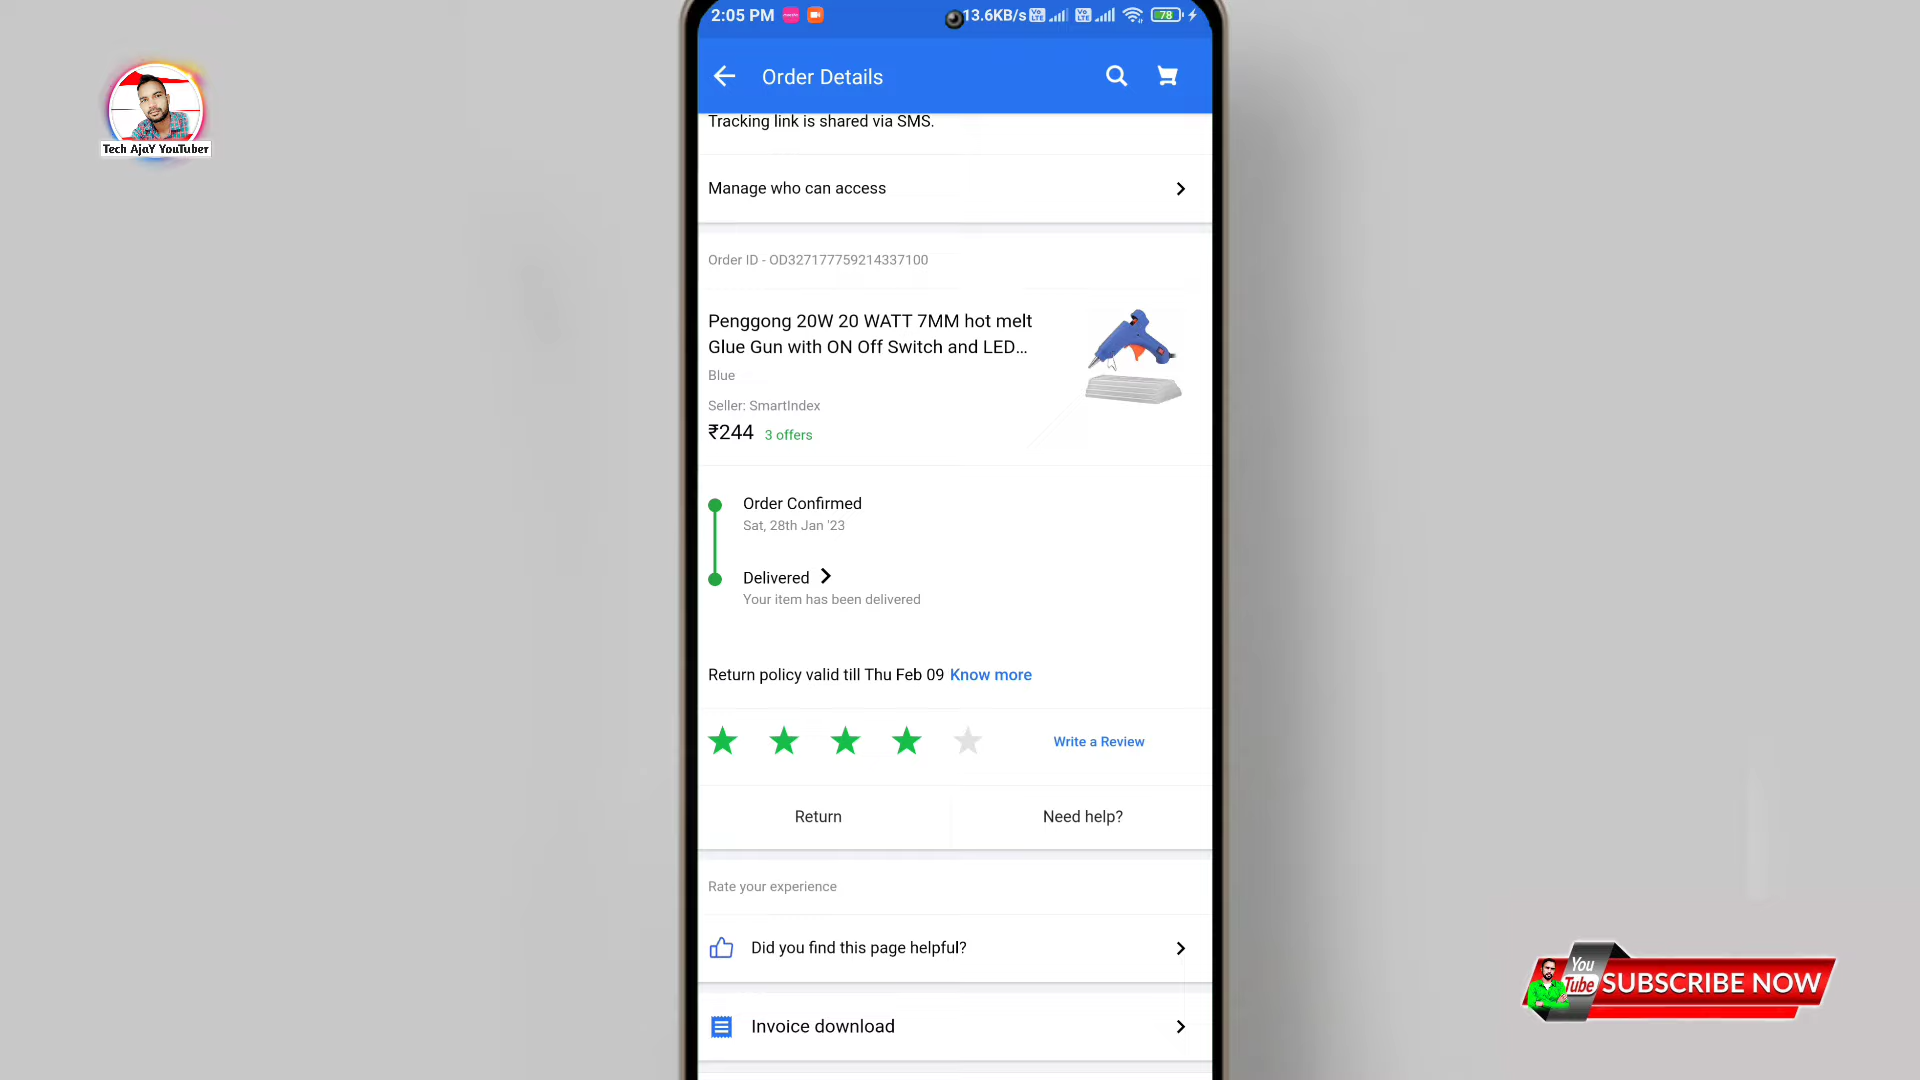 2:05 PM
13.6KB/s
78
Order Details
Tech AjaY YouTuber
Tracking link is shared via SMS.
Manage who can access
Order ID - OD327177759214337100
Penggong 20W 20 WATT 7MM hot melt
Glue Gun with ON Off Switch and LED...
Blue
Seller: SmartIndex
₹244 3 offers
Order Confirmed
Sat, 28th Jan '23
Delivered
Your item has been delivered
Return policy valid till Thu Feb 09 Know more
Write a Review
Return
Need help?
Rate your experience
Did you find this page helpful?
Invoice download
You
Tube
SUBSCRIBE NOW